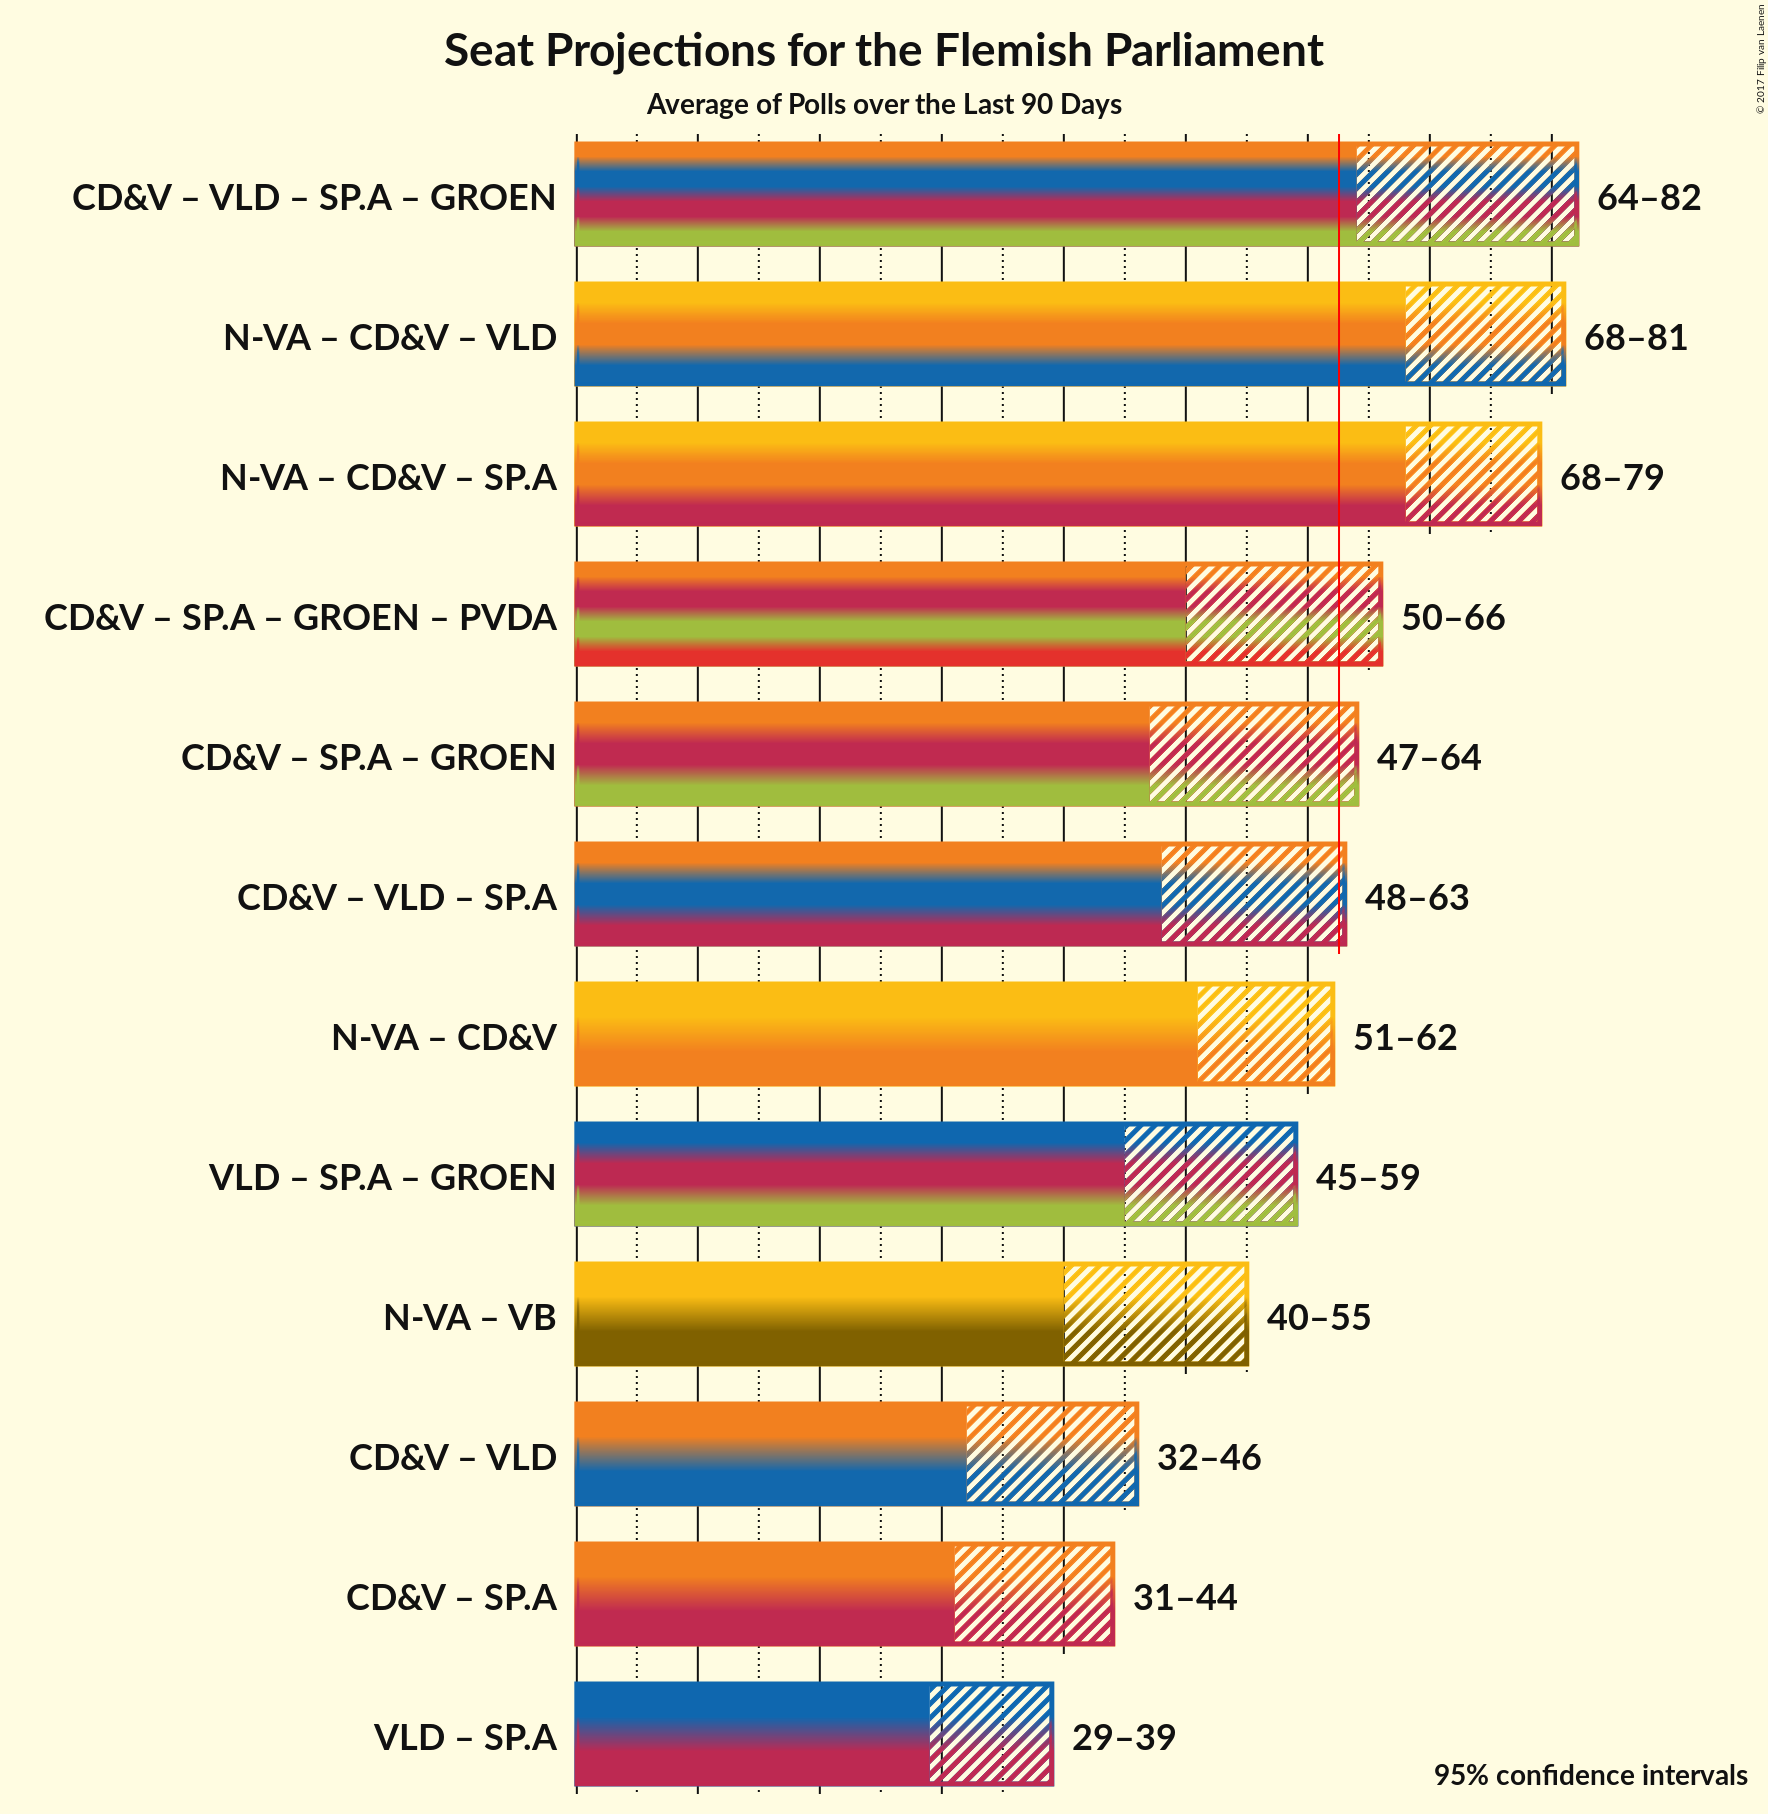 Seat Projections for the Flemish Parliament
Average of Polls over the Last 90 Days
© 2017 Filip van Laenen
CD&V – VLD – SP.A – GROEN 64–82
N-VA – CD&V – VLD 68–81
N-VA – CD&V – SP.A 68–79
CD&V – SP.A – GROEN – PVDA 50–66
CD&V – SP.A – GROEN 47–64
CD&V – VLD – SP.A 48–63
N-VA – CD&V 51–62
VLD – SP.A – GROEN 45–59
N-VA – VB 40–55
CD&V – VLD 32–46
CD&V – SP.A 31–44
VLD – SP.A 29–39
95% confidence intervals